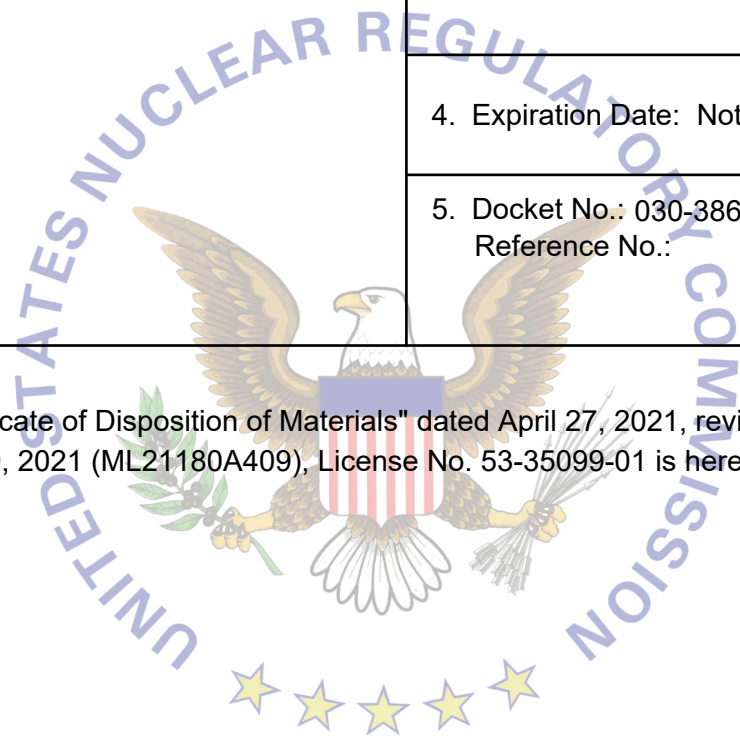 UNITED STATES NUCLEAR REGULATORY COMMISSION
4. Expiration Date: Not
5. Docket No.: 030-386
Reference No.:
cate of Disposition of Materials" dated April 27, 2021, revi
, 2021 (ML21180A409), License No. 53-35099-01 is here